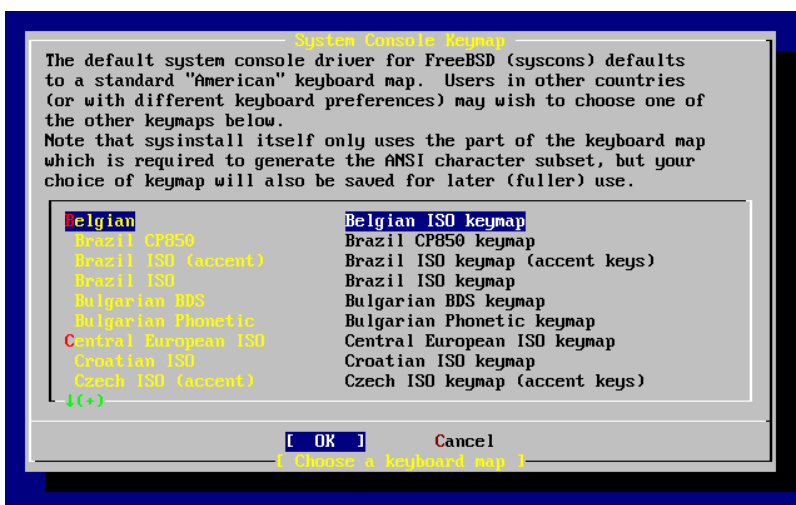 System Console Keymap
The default system console driver for FreeBSD (syscons) defaults
to a standard "American" keyboard map.  Users in other countries
(or with different keyboard preferences) may wish to choose one of
the other keymaps below.
Note that sysinstall itself only uses the part of the keyboard map
which is required to generate the ANSI character subset, but your
choice of keymap will also be saved for later (fuller) use.
Belgian Belgian ISO keymap
Brazil CP850 Brazil CP850 keymap
Brazil ISO (accent) Brazil ISO keymap (accent keys)
Brazil ISO Brazil ISO keymap
Bulgarian BDS Bulgarian BDS keymap
Bulgarian Phonetic Bulgarian Phonetic keymap
Central European ISO Central European ISO keymap
Croatian ISO Croatian ISO keymap
Czech ISO (accent) Czech ISO keymap (accent keys)
↓(+)
[ OK ] Cancel
[ Choose a keyboard map ]